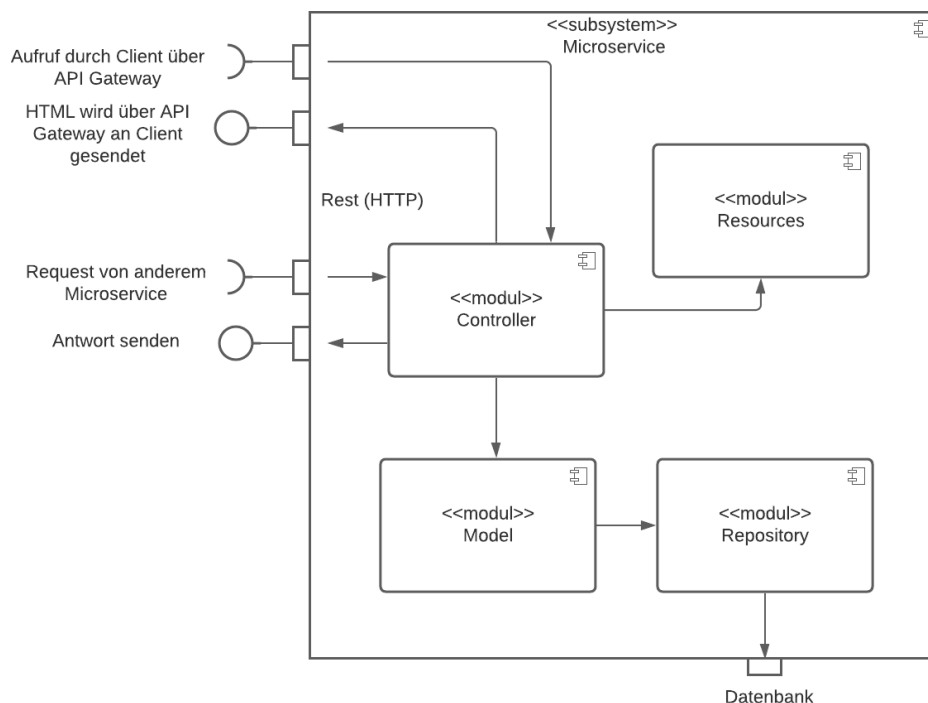 <<subsystem>>
Microservice
Aufruf durch Client über
API Gateway
HTML wird über API
Gateway an Client
gesendet
<<modul>>
Resources
Rest (HTTP)
Request von anderem
Microservice
<<modul>>
Controller
Antwort senden
<<modul>>
Model
<<modul>>
Repository
Datenbank